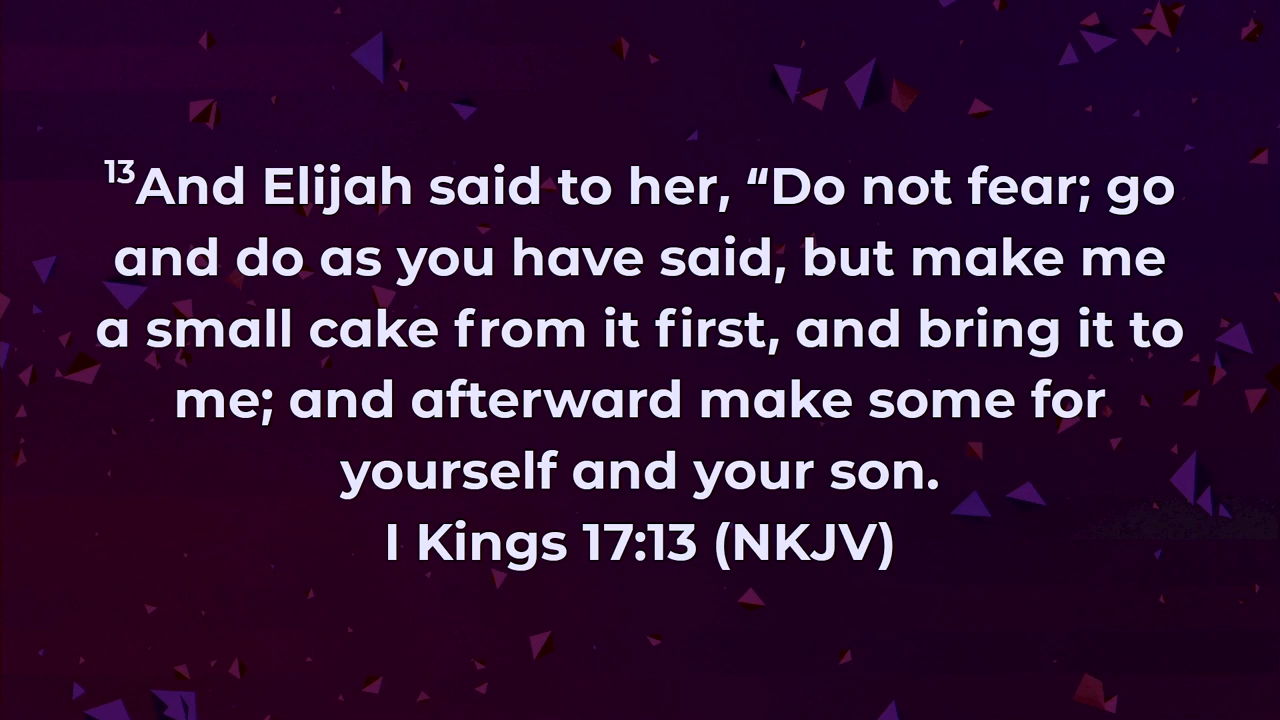 13And Elijah said to her, “Do not fear; go
and do as you have said, but make me
a small cake from it first, and bring it to
me; and afterward make some for
yourself and your son.
I Kings 17:13 (NKJV)